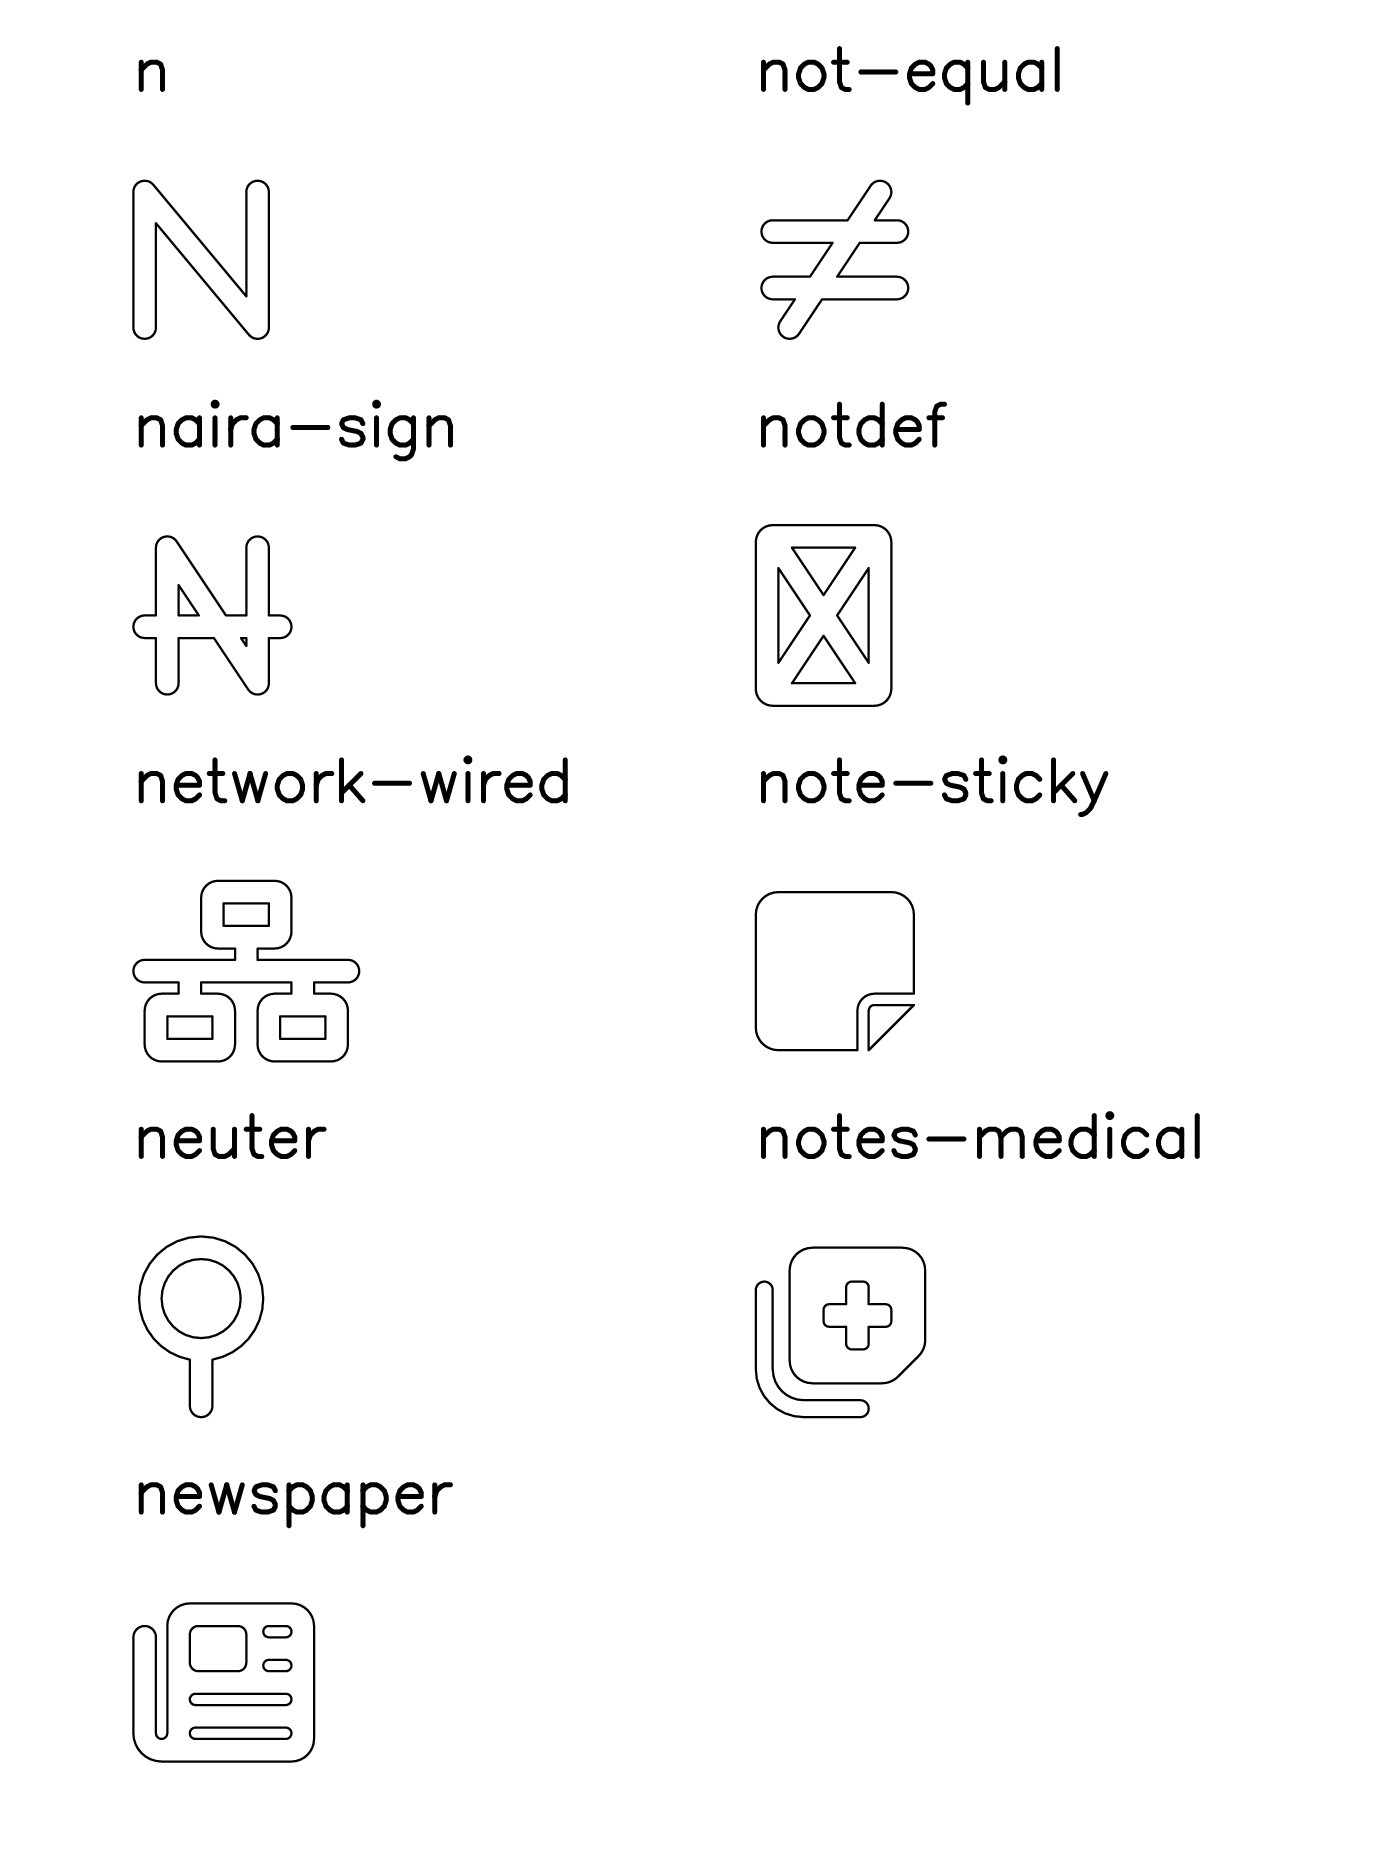 n
naira-sign
network-wired
neuter
newspaper
not-equal
notdef
note-sticky
notes-medical